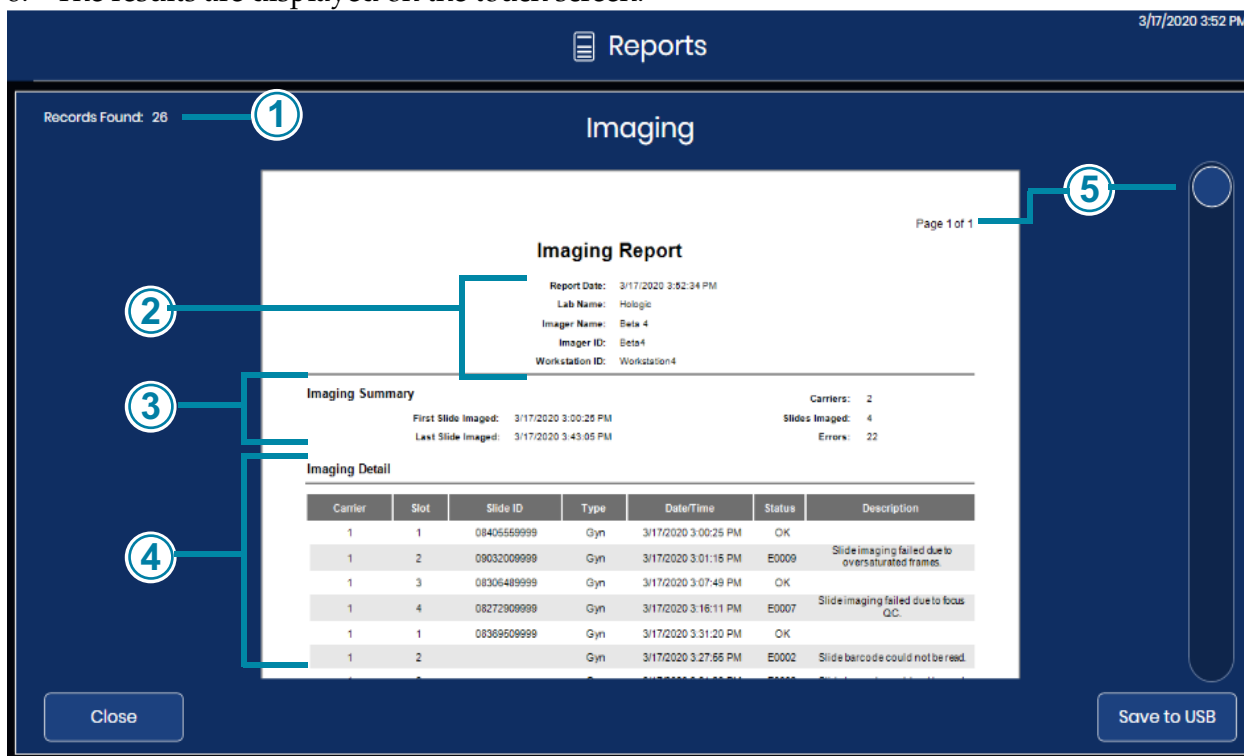 3/17/2020 3:52 PM
Reports
Records Found: 26
1
Imaging
5
Page 1 of 1
Imaging Report
2
Report Date: 3/17/2020 3:52:34 PM
Lab Name: Hologic
Imager Name: Beta 4
Imager ID: Beta4
Workstation ID: Workstation4
3
Imaging Summary
Carriers: 2
First Slide Imaged: 3/17/2020 3:00:25 PM Slides Imaged: 4
Last Slide Imaged: 3/17/2020 3:43:05 PM Errors: 22
4
Imaging Detail
Carrier Slot Slide ID Type Date/Time Status Description
1 1 08405559999 Gyn 3/17/2020 3:00:25 PM OK
1 2 09032009999 Gyn 3/17/2020 3:01:15 PM E0009 Slide imaging failed due to oversaturated frames.
1 3 08306489999 Gyn 3/17/2020 3:07:49 PM OK
1 4 08272909999 Gyn 3/17/2020 3:16:11 PM E0007 Slide imaging failed due to focus QC.
1 1 08369509999 Gyn 3/17/2020 3:31:20 PM OK
1 2 Gyn 3/17/2020 3:27:55 PM E0002 Slide barcode could not be read.
Close
Save to USB